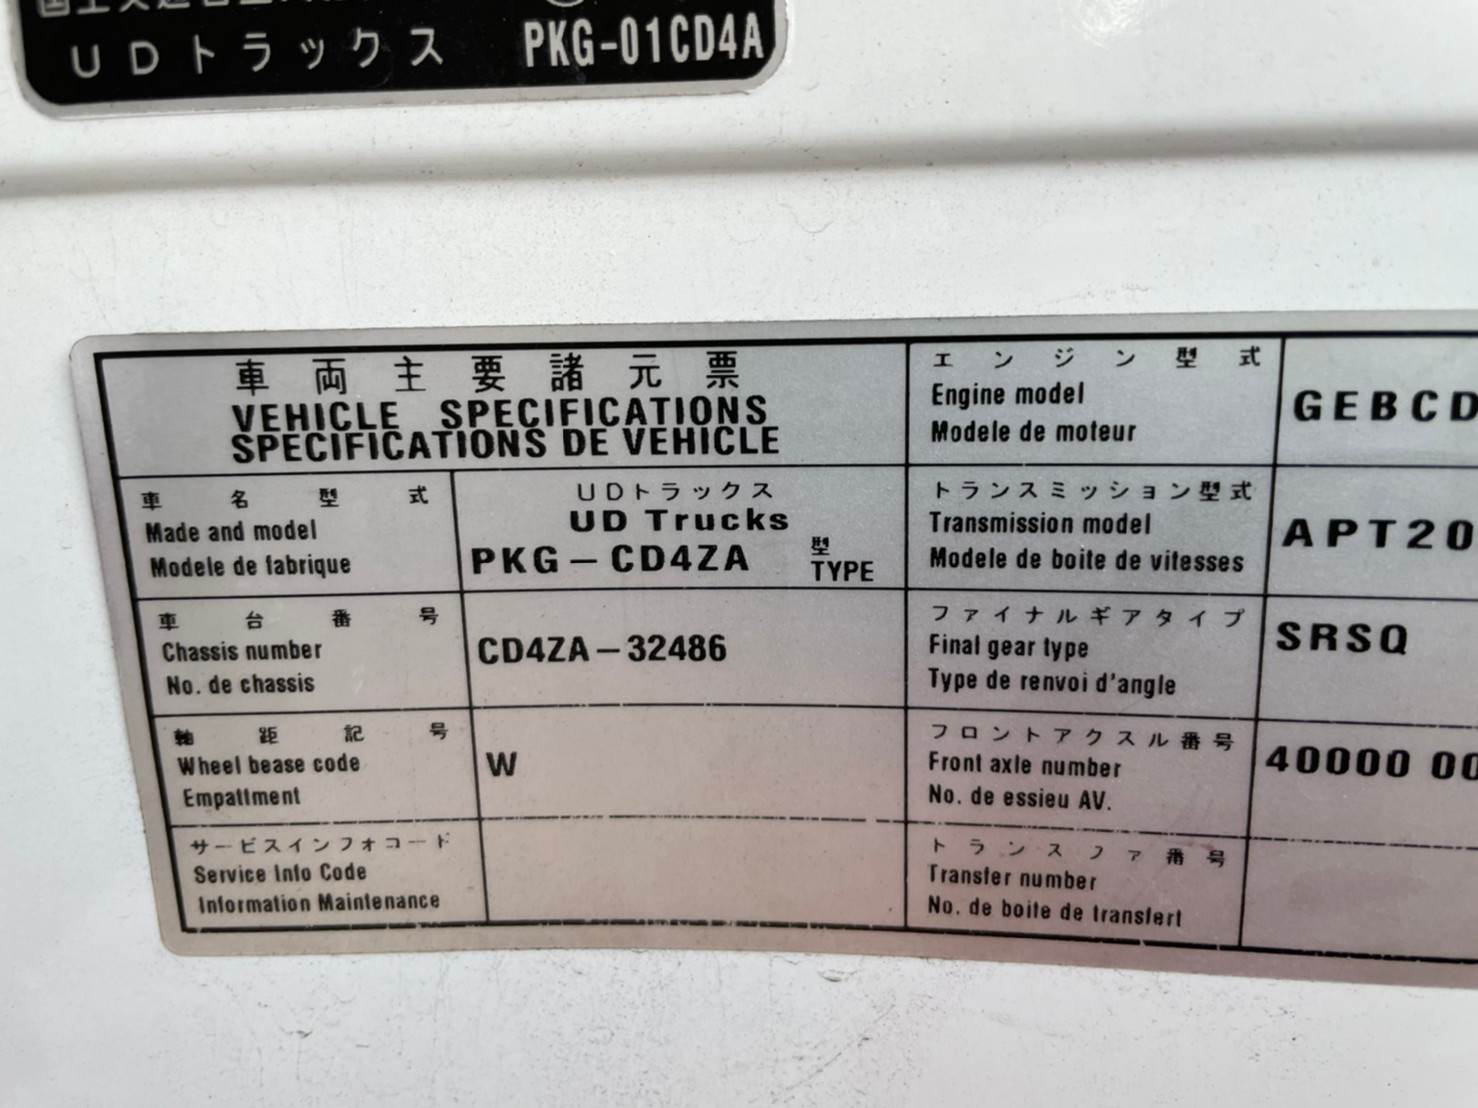 UDトラックス PKG-01CD4A
車両主要諸元票
VEHICLE SPECIFICATIONS
SPECIFICATIONS DE VEHICLE
エンジン型式
Engine model
Modele de moteur
GEBCD
車名型式
Made and model
Modele de fabrique
UDトラックス
UD Trucks
PKG-CD4ZA
型
TYPE
トランスミッション型式
Transmission model
Modele de boite de vitesses
APT20
車台番号
Chassis number
No. de chassis
CD4ZA-32486
ファイナルギアタイプ
Final gear type
Type de renvoi d'angle
SRSQ
軸距記号
Wheel bease code
Empattment
W
フロントアクスル番号
Front axle number
No. de essieu AV.
40000 00
サービスインフォコード
Service Info Code
Information Maintenance
トランスファ番号
Transfer number
No. de boite de transfert